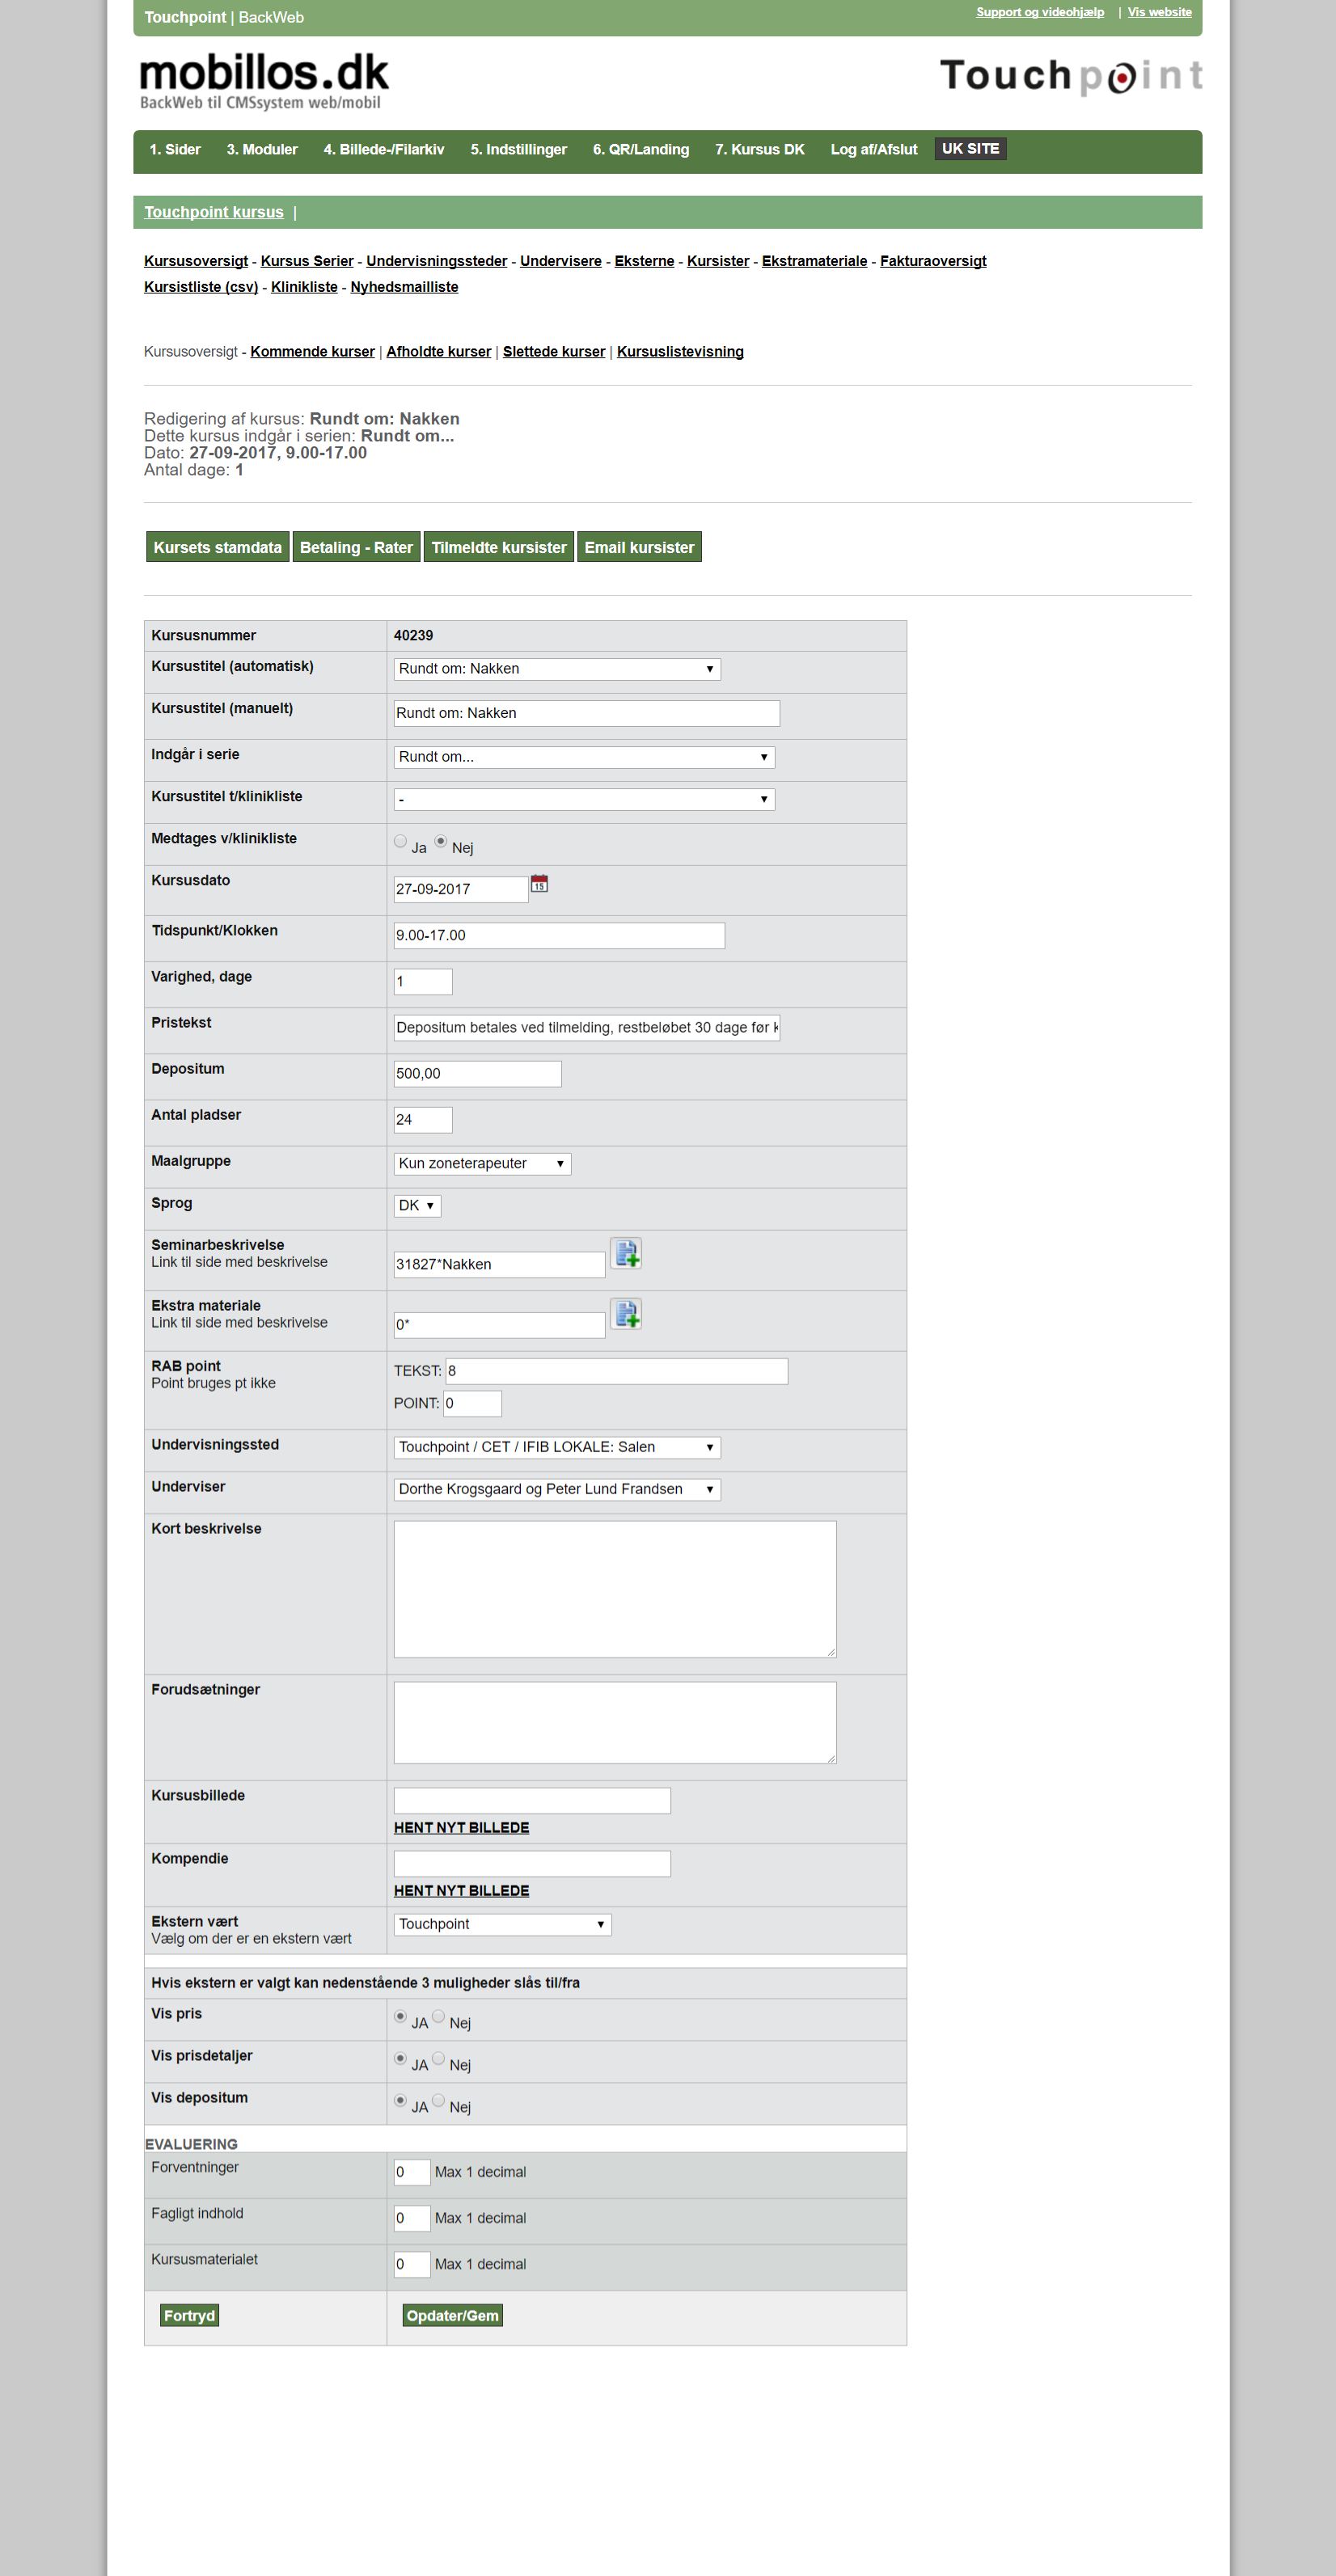 Touchpoint | BackWeb
Support og videohjælp | Vis website
mobillos.dk
BackWeb til CMSsystem web/mobil
Touchpoint
1. Sider 3. Moduler 4. Billede-/Filarkiv 5. Indstillinger 6. QR/Landing 7. Kursus DK Log af/Afslut UK SITE
Touchpoint kursus |
Kursusoversigt - Kursus Serier - Undervisningssteder - Undervisere - Eksterne - Kursister - Ekstramateriale - Fakturaoversigt
Kursistliste (csv) - Klinikliste - Nyhedsmailliste
Kursusoversigt - Kommende kurser | Afholdte kurser | Slettede kurser | Kursuslistevisning
Redigering af kursus: Rundt om: Nakken
Dette kursus indgår i serien: Rundt om...
Dato: 27-09-2017, 9.00-17.00
Antal dage: 1
Kursets stamdata Betaling - Rater Tilmeldte kursister Email kursister
Kursusnummer 40239
Kursustitel (automatisk) Rundt om: Nakken
Kursustitel (manuelt) Rundt om: Nakken
Indgår i serie Rundt om...
Kursustitel t/klinikliste -
Medtages v/klinikliste Ja Nej
Kursusdato 27-09-2017 15
Tidspunkt/Klokken 9.00-17.00
Varighed, dage 1
Pristekst Depositum betales ved tilmelding, restbeløbet 30 dage før k
Depositum 500,00
Antal pladser 24
Maalgruppe Kun zoneterapeuter
Sprog DK
Seminarbeskrivelse
Link til side med beskrivelse 31827*Nakken
Ekstra materiale
Link til side med beskrivelse 0*
RAB point TEKST: 8
Point bruges pt ikke
POINT: 0
Undervisningssted Touchpoint / CET / IFIB LOKALE: Salen
Underviser Dorthe Krogsgaard og Peter Lund Frandsen
Kort beskrivelse
Forudsætninger
Kursusbillede
HENT NYT BILLEDE
Kompendie
HENT NYT BILLEDE
Ekstern vært Touchpoint
Vælg om der er en ekstern vært
Hvis ekstern er valgt kan nedenstående 3 muligheder slås til/fra
Vis pris JA Nej
Vis prisdetaljer JA Nej
Vis depositum JA Nej
EVALUERING
Forventninger 0 Max 1 decimal
Fagligt indhold 0 Max 1 decimal
Kursusmaterialet 0 Max 1 decimal
Fortryd Opdater/Gem